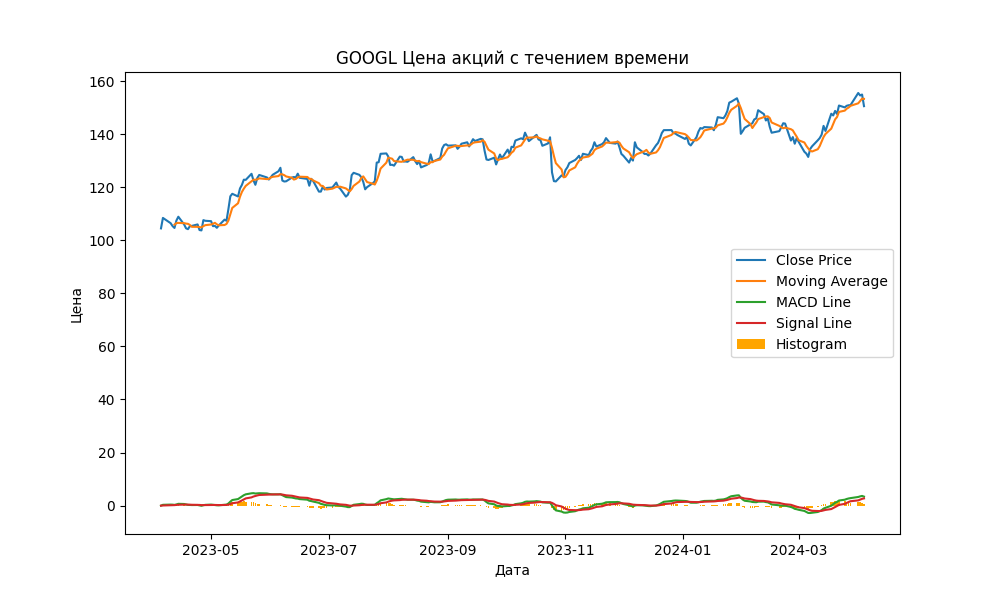 GOOGL Цена акций с течением времени
160
140
120
100
80
60
40
20
0
Цена
Close Price
Moving Average
MACD Line
Signal Line
Histogram
2023-05
2023-07
2023-09
2023-11
2024-01
2024-03
Дата